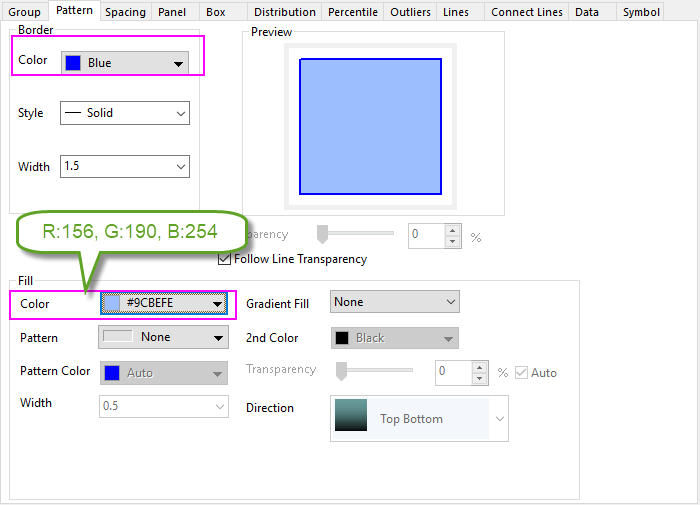 Group Pattern Spacing Panel Box Distribution Percentile Outliers Lines Connect Lines Data Symbol
Border
Color Blue
Style Solid
Width 1.5
Preview
R:156, G:190, B:254
0 %
Follow Line Transparency
Fill
Color #9CBEFE
Gradient Fill None
Pattern None
2nd Color Black
Pattern Color Auto
Transparency 0 % Auto
Width 0.5
Direction Top Bottom